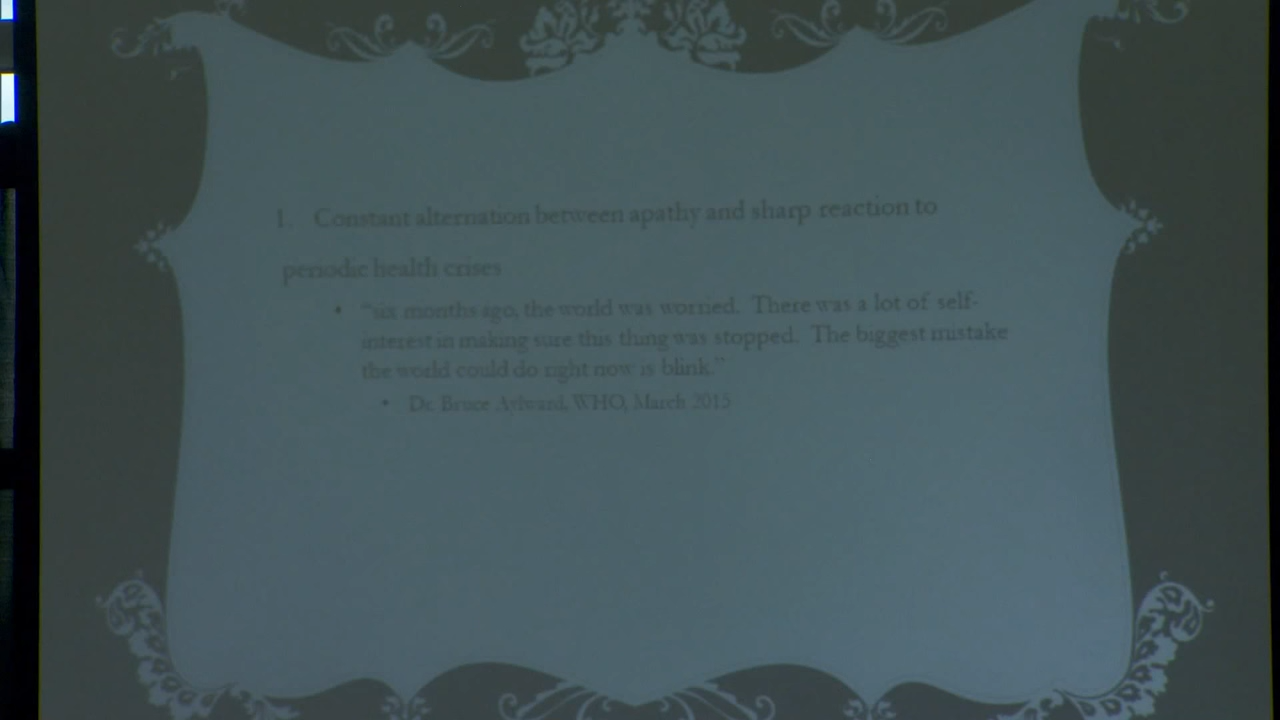 1. Constant alternation between apathy and sharp reaction to
periodic health crises
• "six months ago, the world was worried. There was a lot of self-
interest in making sure this thing was stopped. The biggest mistake
the world could do right now is blink."
• Dr. Bruce Aylward, WHO, March 2015